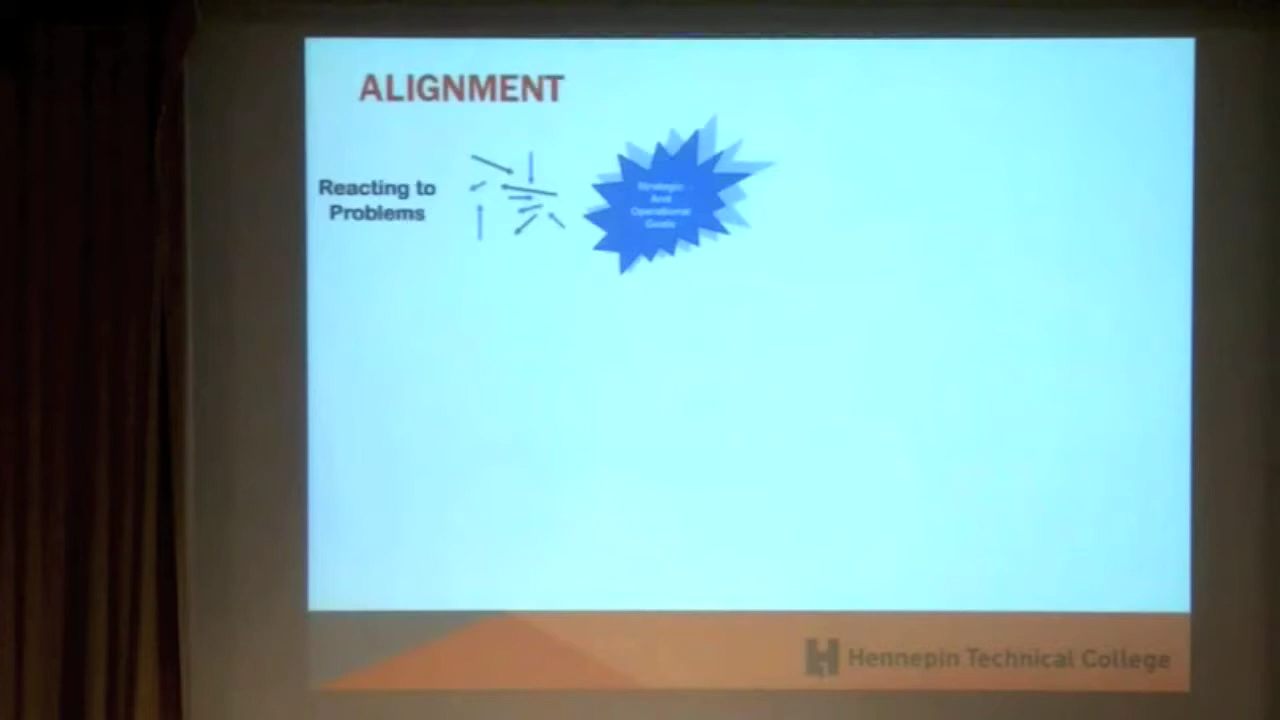 ALIGNMENT
Reacting to
Problems
Strategic
And
Operational
Goals
Hennepin Technical College